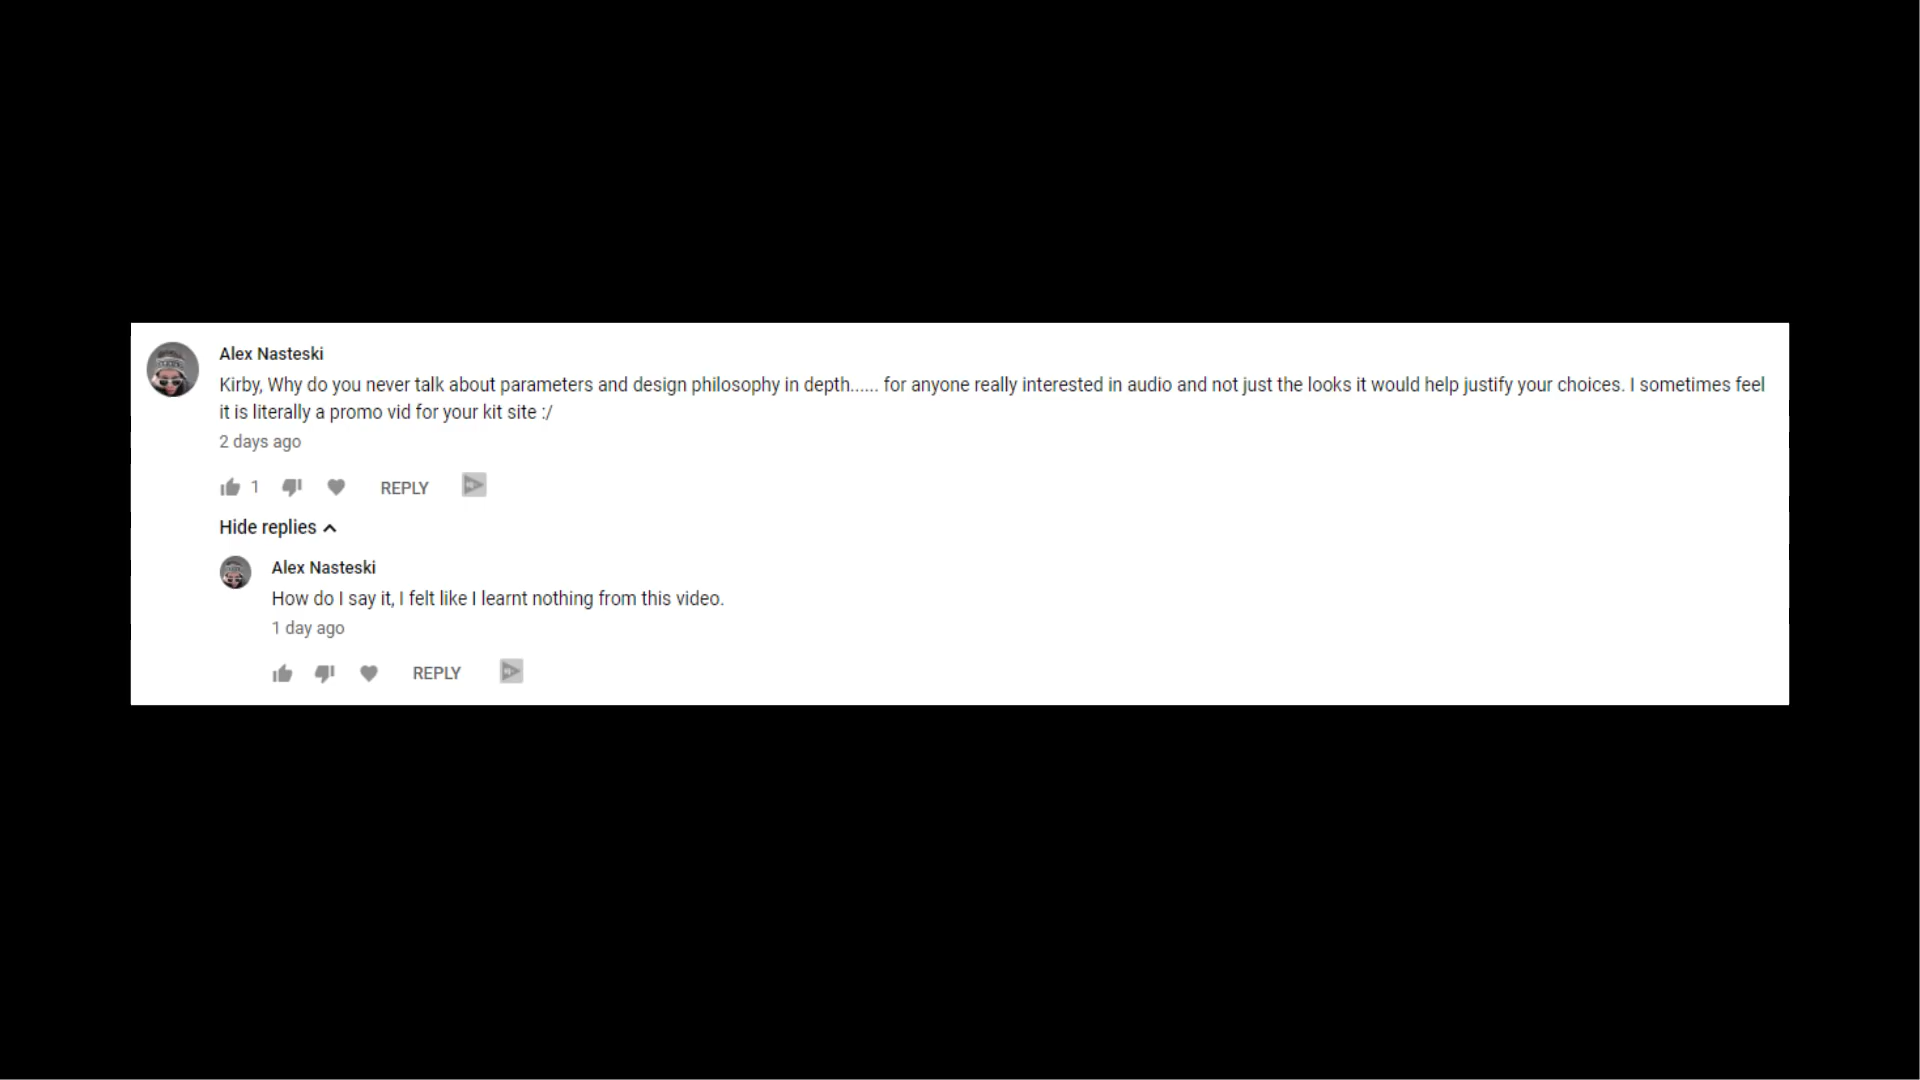 Alex Nasteski
Kirby, Why do you never talk about parameters and design philosophy in depth...... for anyone really interested in audio and not just the looks it would help justify your choices. I sometimes feel
it is literally a promo vid for your kit site :/
2 days ago
1
REPLY
Hide replies
Alex Nasteski
How do I say it, I felt like I learnt nothing from this video.
1 day ago
REPLY